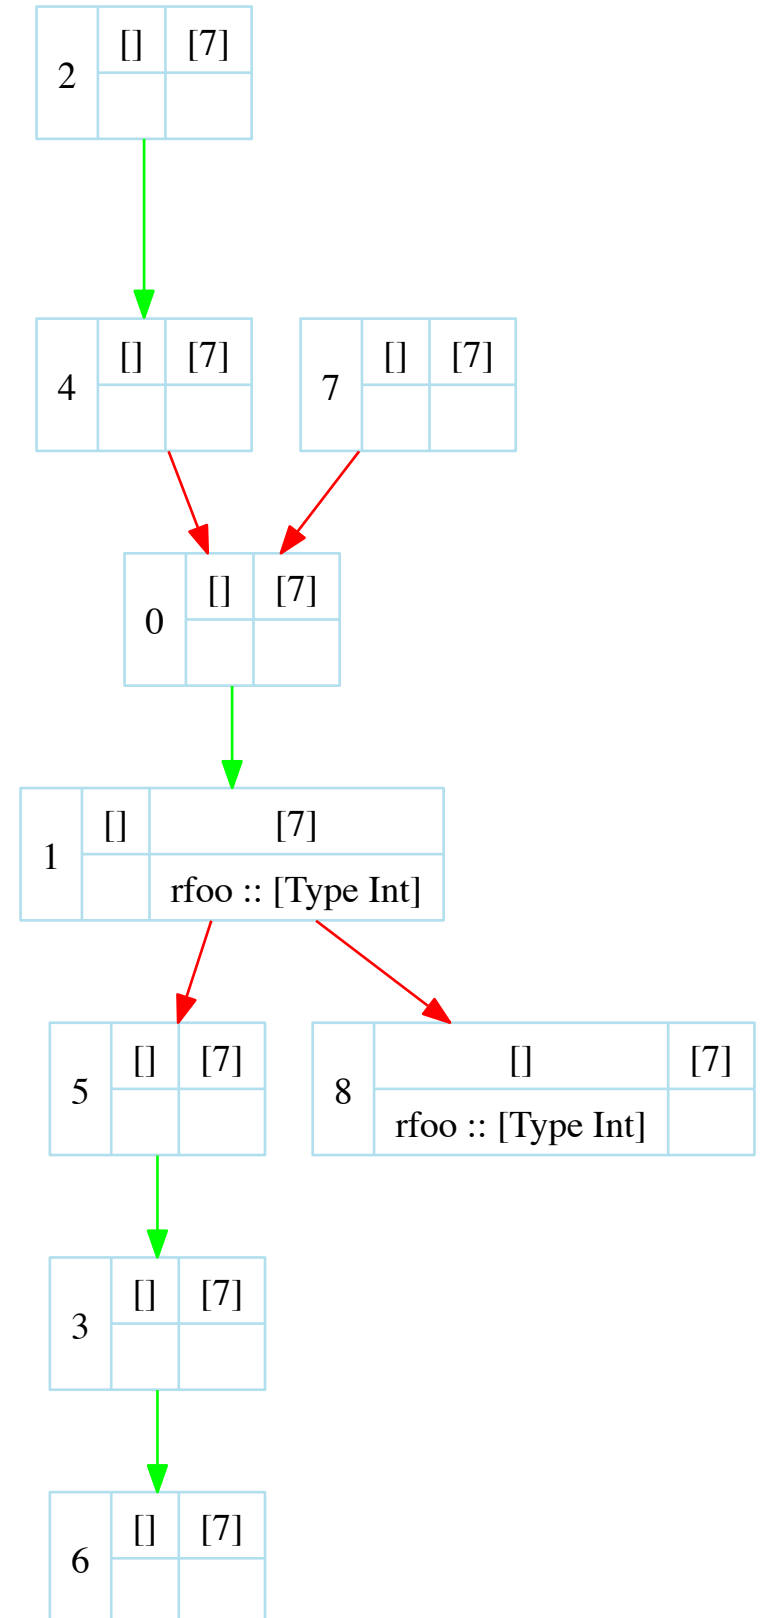 2 [] [7]
4 [] [7]
7 [] [7]
0 [] [7]
1 [] [7]
rfoo :: [Type Int]
5 [] [7]
8 [] [7]
rfoo :: [Type Int]
3 [] [7]
6 [] [7]